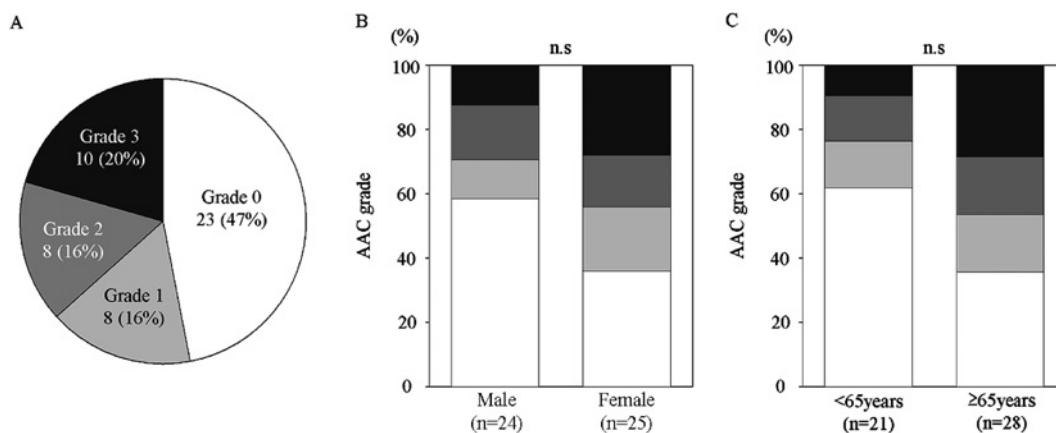 A
Grade 0
23 (47%)
Grade 1
8 (16%)
Grade 2
8 (16%)
Grade 3
10 (20%)
B
(%)
n.s
AAC grade
100
80
60
40
20
0
Male
(n=24)
Female
(n=25)
C
(%)
n.s
AAC grade
100
80
60
40
20
0
<65years
(n=21)
≥65years
(n=28)